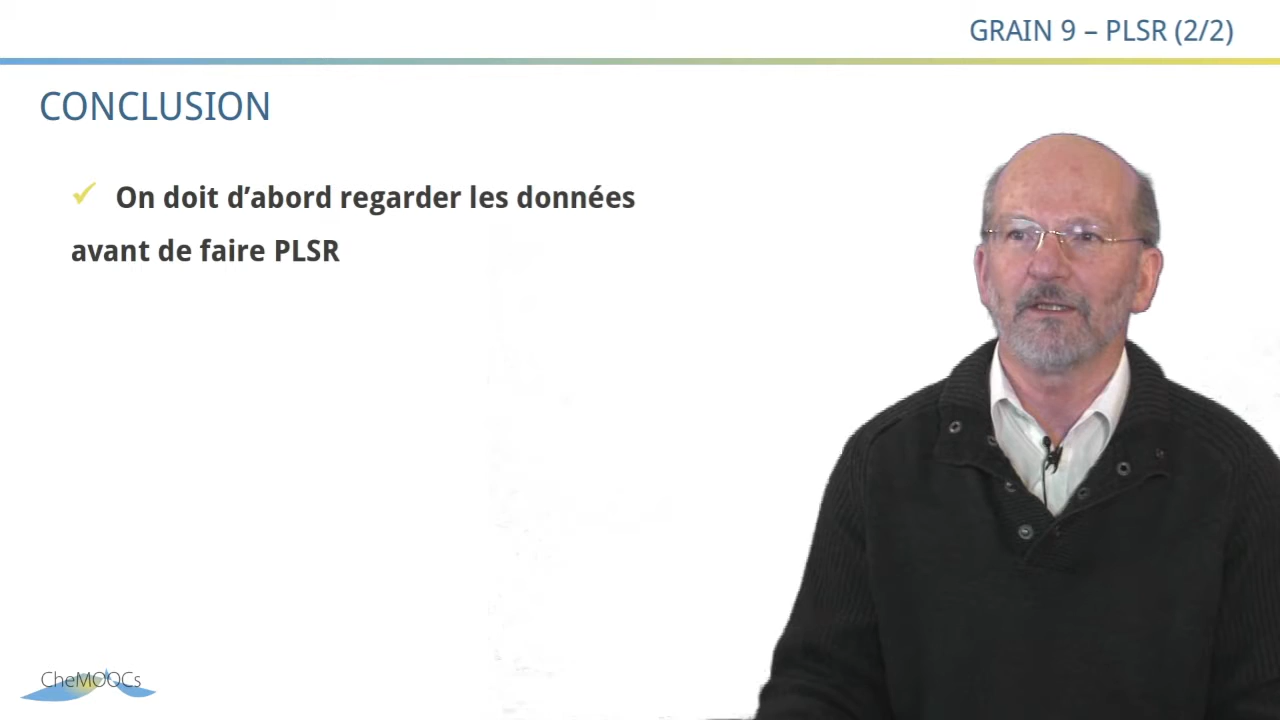 GRAIN 9 – PLSR (2/2)
CONCLUSION
✓ On doit d’abord regarder les données
avant de faire PLSR
CheMOOCs